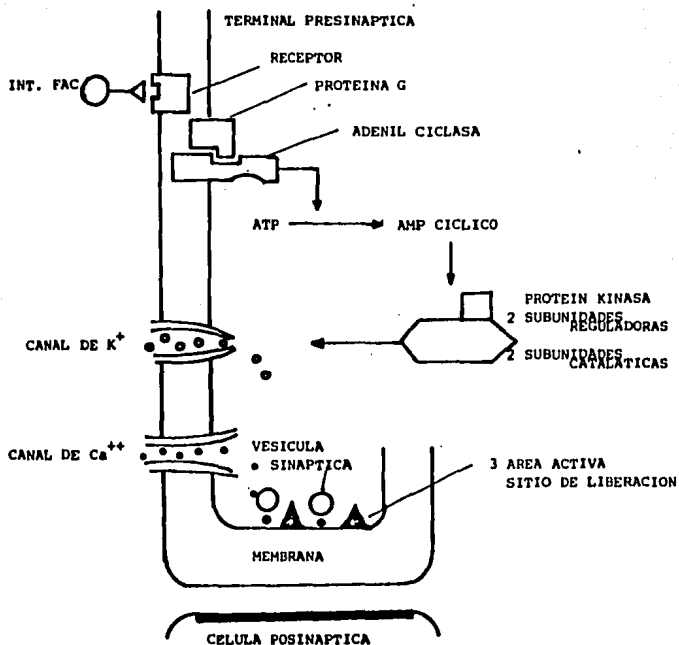 TERMINAL PRESINAPTICA
RECEPTOR
INT. FAC
PROTEINA G
ADENIL CICLASA
ATP
AMP CICLICO
PROTEIN KINASA
2 SUBUNIDADES
REGULADORAS
2 SUBUNIDADES
CATALATICAS
CANAL DE K+
CANAL DE Ca++
VESICULA
SINAPTICA
3 AREA ACTIVA
SITIO DE LIBERACION
MEMBRANA
CELULA POSINAPTICA